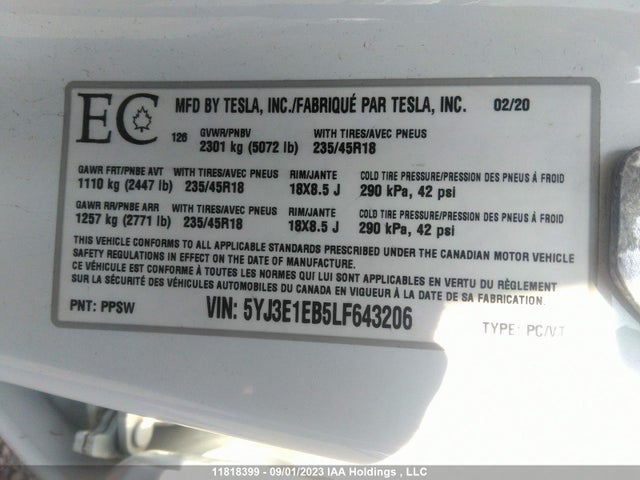 EC MFD BY TESLA, INC./FABRIQUÉ PAR TESLA, INC. 02/20
126 GVWR/PNBV WITH TIRES/AVEC PNEUS
2301 kg (5072 lb) 235/45R18
GAWR FRT/PNBE AVT WITH TIRES/AVEC PNEUS RIM/JANTE COLD TIRE PRESSURE/PRESSION DES PNEUS À FROID
1110 kg (2447 lb) 235/45R18 18X8.5 J 290 kPa, 42 psi
GAWR RR/PNBE ARR WITH TIRES/AVEC PNEUS RIM/JANTE COLD TIRE PRESSURE/PRESSION DES PNEUS À FROID
1257 kg (2771 lb) 235/45R18 18X8.5 J 290 kPa, 42 psi
THIS VEHICLE CONFORMS TO ALL APPLICABLE STANDARDS PRESCRIBED UNDER THE CANADIAN MOTOR VEHICLE
SAFETY REGULATIONS IN EFFECT ON THE DATE OF MANUFACTURE.
CE VÉHICULE EST CONFORME À TOUTES LES NORMES QUI LUI SONT APPLICABLES EN VERTU DU RÈGLEMENT
SUR LA SÉCURITÉ DES VÉHICULES AUTOMOBILES DU CANADA EN VIGUEUR À LA DATE DE SA FABRICATION.
PNT: PPSW VIN: 5YJ3E1EB5LF643206 TYPE: PC/VT
11818399 - 09/01/2023 IAA Holdings , LLC